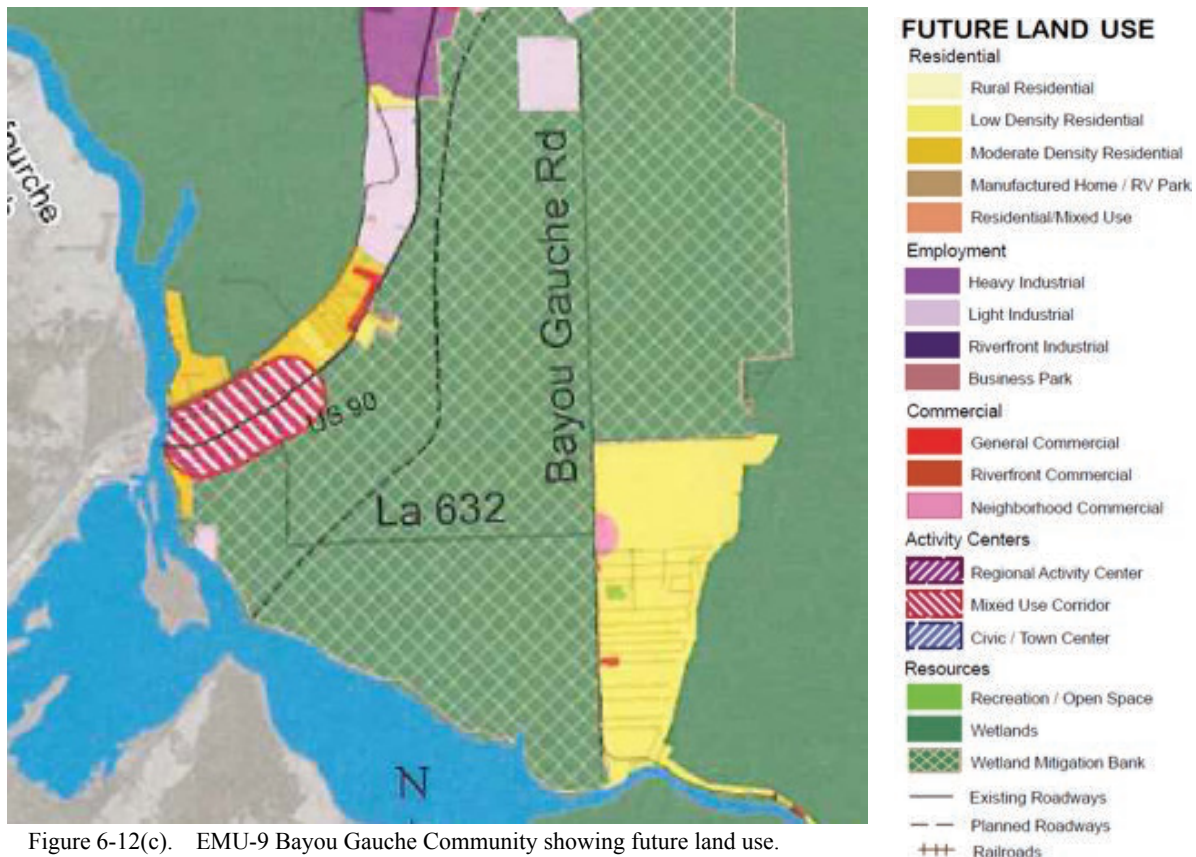 fourche
Bayou Gauche Rd
US 90
La 632
N
Figure 6-12(c). EMU-9 Bayou Gauche Community showing future land use.
FUTURE LAND USE
Residential
Rural Residential
Low Density Residential
Moderate Density Residential
Manufactured Home / RV Park
Residential/Mixed Use
Employment
Heavy Industrial
Light Industrial
Riverfront Industrial
Business Park
Commercial
General Commercial
Riverfront Commercial
Neighborhood Commercial
Activity Centers
Regional Activity Center
Mixed Use Corridor
Civic / Town Center
Resources
Recreation / Open Space
Wetlands
Wetland Mitigation Bank
Existing Roadways
Planned Roadways
Railroads